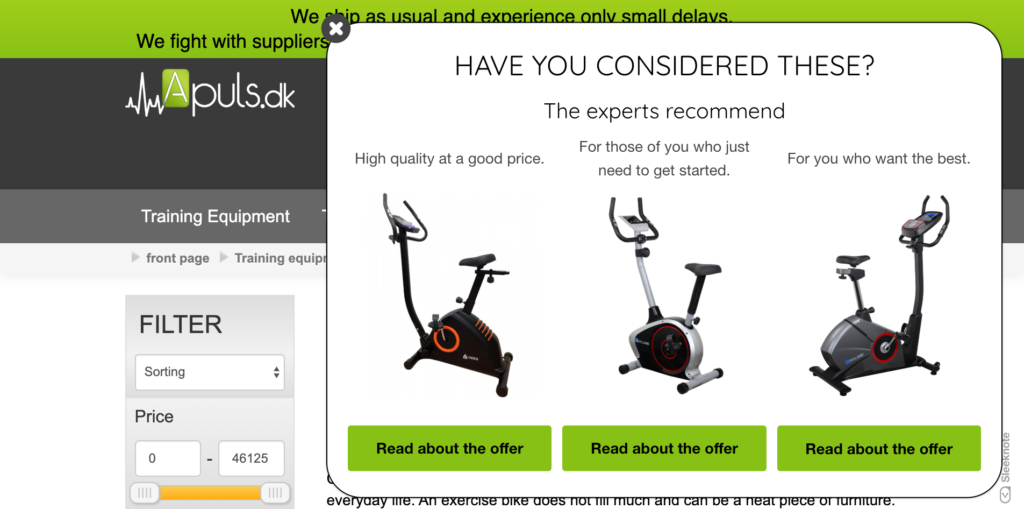 We ship as usual and experience only small delays.
We fight with suppliers
Apuls.dk
HAVE YOU CONSIDERED THESE?
The experts recommend
High quality at a good price.
For those of you who just
need to get started.
For you who want the best.
Training Equipment
front page
Training equip
FILTER
Sorting
Price
0 - 46125
Read about the offer
Read about the offer
Read about the offer
everyday life. An exercise bike does not fill much and can be a neat piece of furniture.
Sleeknote